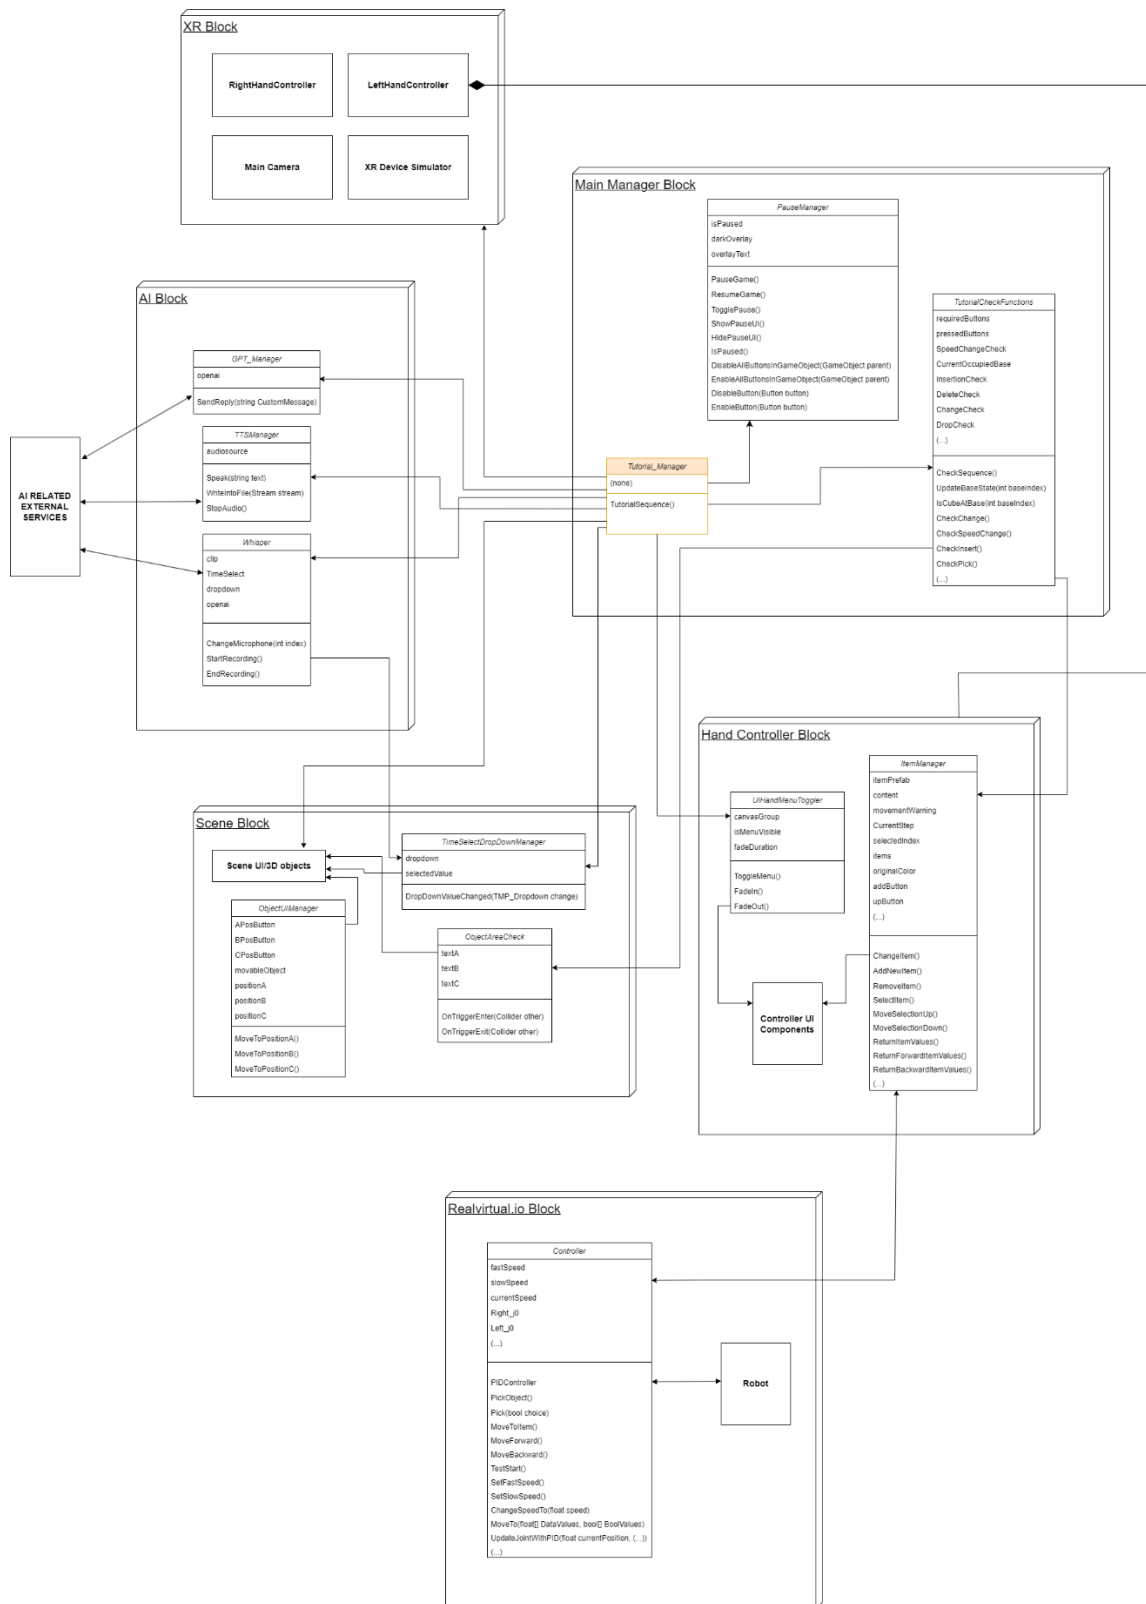 XR Block
RightHandController
LeftHandController
Main Camera
XR Device Simulator
Main Manager Block
PauseManager
isPaused
darkOverlay
overlayText
PauseGame()
ResumeGame()
TogglePause()
ShowPauseUI()
HidePauseUI()
IsPaused()
DisableAllButtonsInGameObject(GameObject parent)
EnableAllButtonsInGameObject(GameObject parent)
DisableButton(Button button)
EnableButton(Button button)
TutorialCheckFunctions
requiredButtons
pressedButtons
SpeedChangeCheck
CurrentOccupiedBase
InsertionCheck
DeleteCheck
ChangeCheck
DropCheck
(...)
CheckSequence()
UpdateBaseState(int baseIndex)
IsCubeAtBase(int baseIndex)
CheckChange()
CheckSpeedChange()
CheckInsert()
CheckPick()
(...)
Tutorial_Manager
(none)
TutorialSequence()
AI Block
GPT_Manager
openai
SendReply(string CustomMessage)
TTSManager
audiosource
Speak(string text)
WriteIntoFile(Stream stream)
StopAudio()
Whisper
clip
TimeSelect
dropdown
openai
ChangeMicrophone(int index)
StartRecording()
EndRecording()
AI RELATED
EXTERNAL
SERVICES
Hand Controller Block
UIHandMenuToggler
canvasGroup
isMenuVisible
fadeDuration
ToggleMenu()
FadeIn()
FadeOut()
ItemManager
itemPrefab
content
movementWarning
CurrentStep
selectedIndex
items
originalColor
addButton
upButton
(...)
ChangeItem()
AddNewItem()
RemoveItem()
SelectItem()
MoveSelectionUp()
MoveSelectionDown()
ReturnItemValues()
ReturnForwardItemValues()
ReturnBackwardItemValues()
(...)
Controller UI
Components
Scene Block
Scene UI/3D objects
TimeSelectDropDownManager
dropdown
selectedValue
DropDownValueChanged(TMP_Dropdown change)
ObjectUIManager
APosButton
BPosButton
CPosButton
movableObject
positionA
positionB
positionC
MoveToPositionA()
MoveToPositionB()
MoveToPositionC()
ObjectAreaCheck
textA
textB
textC
OnTriggerEnter(Collider other)
OnTriggerExit(Collider other)
Realvirtual.io Block
Controller
fastSpeed
slowSpeed
currentSpeed
Right_j0
Left_j0
(...)
PIDController
PickObject()
Pick(bool choice)
MoveToItem()
MoveForward()
MoveBackward()
TestStart()
SetFastSpeed()
SetSlowSpeed()
ChangeSpeedTo(float speed)
MoveTo(float[] DataValues, bool[] BoolValues)
UpdateJointWithPID(float currentPosition, (...))
(...)
Robot